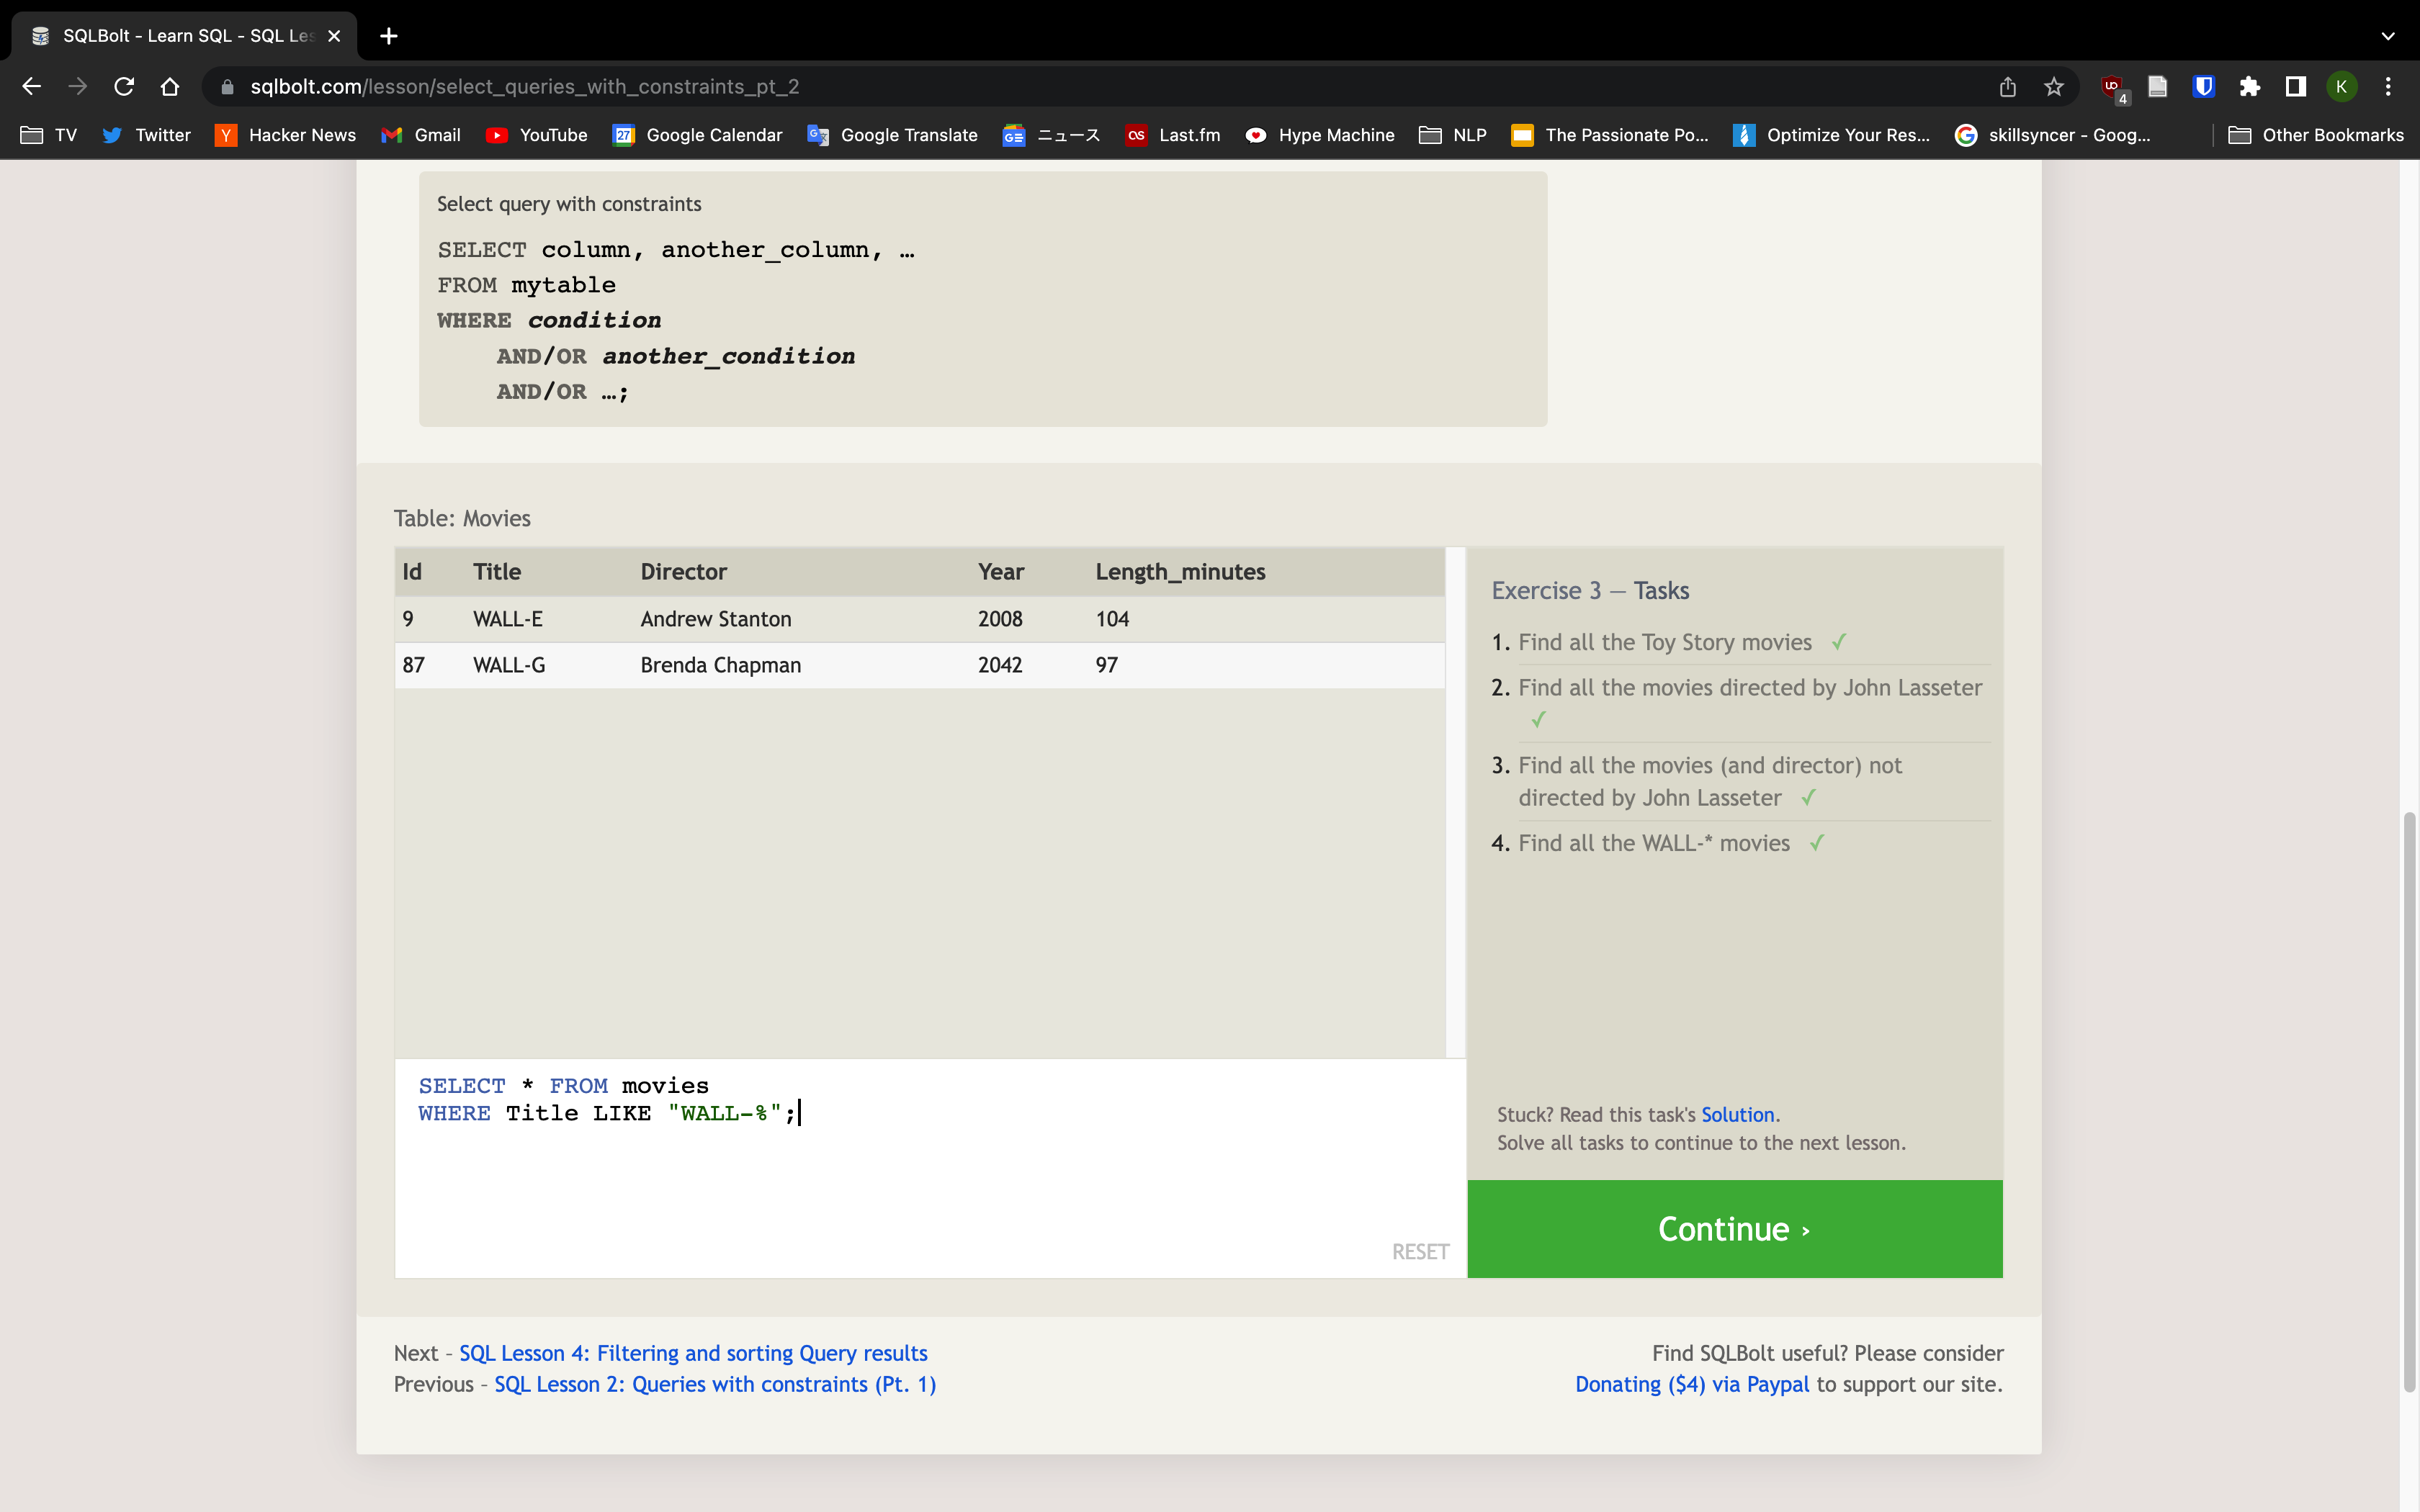 SQLBolt - Learn SQL - SQL Les
sqlbolt.com/lesson/select_queries_with_constraints_pt_2
4
K
TV
Twitter
Y
Hacker News
Gmail
YouTube
27
Google Calendar
Google Translate
GE
ニュース
Last.fm
Hype Machine
NLP
The Passionate Po...
Optimize Your Res...
skillsyncer - Goog...
Other Bookmarks
Select query with constraints
SELECT column, another_column, …
FROM mytable
WHERE condition
AND/OR another_condition
AND/OR …;
Table: Movies
Id Title Director Year Length_minutes
9 WALL-E Andrew Stanton 2008 104
87 WALL-G Brenda Chapman 2042 97
SELECT * FROM movies
WHERE Title LIKE "WALL-%";
RESET
Exercise 3 — Tasks
1. Find all the Toy Story movies ✓
2. Find all the movies directed by John Lasseter
✓
3. Find all the movies (and director) not
directed by John Lasseter ✓
4. Find all the WALL-* movies ✓
Stuck? Read this task's Solution.
Solve all tasks to continue to the next lesson.
Continue ›
Next – SQL Lesson 4: Filtering and sorting Query results
Previous – SQL Lesson 2: Queries with constraints (Pt. 1)
Find SQLBolt useful? Please consider
Donating ($4) via Paypal to support our site.